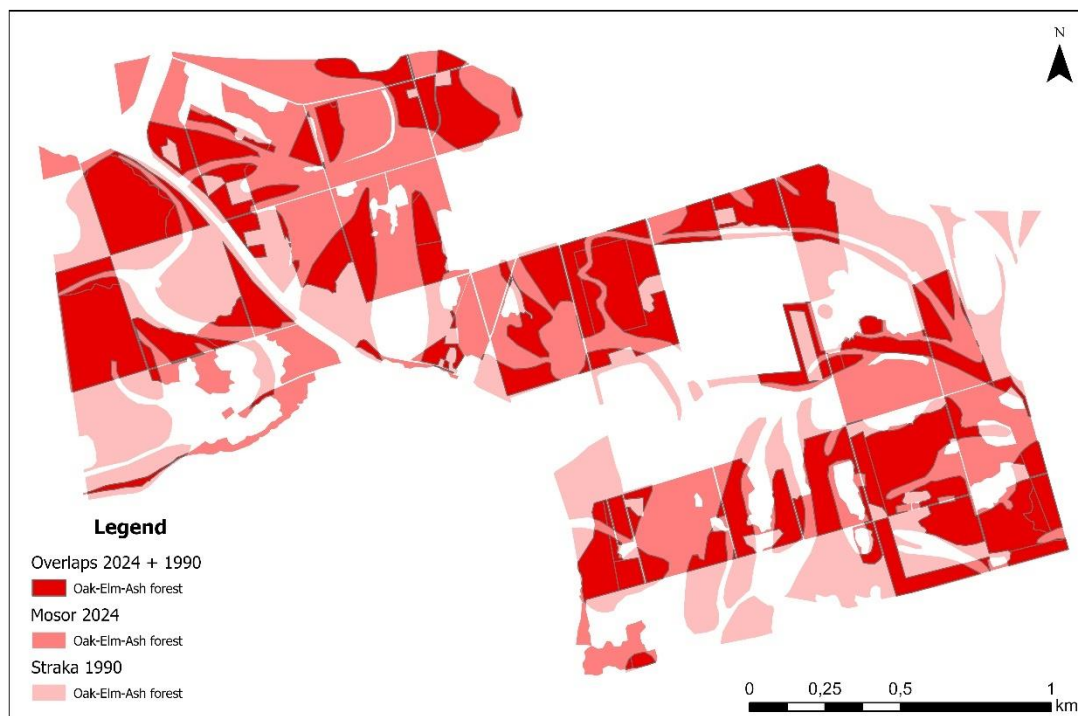 N
Legend
Overlaps 2024 + 1990
Oak-Elm-Ash forest
Mosor 2024
Oak-Elm-Ash forest
Straka 1990
Oak-Elm-Ash forest
0 0,25 0,5 1
km